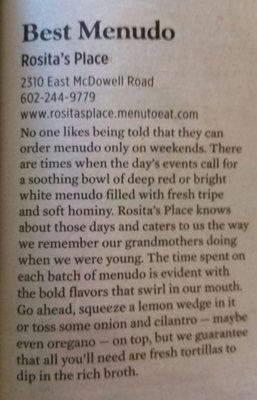 Best Menudo
Rosita's Place
2310 East McDowell Road
602-244-9779
www.rositasplace.menutoeat.com
No one likes being told that they can
order menudo only on weekends. There
are times when the day's events call for
a soothing bowl of deep red or bright
white menudo filled with fresh tripe
and soft hominy. Rosita's Place knows
about those days and caters to us the way
we remember our grandmothers doing
when we were young. The time spent on
each batch of menudo is evident with
the bold flavors that swirl in our mouth.
Go ahead, squeeze a lemon wedge in it
or toss some onion and cilantro — maybe
even oregano — on top, but we guarantee
that all you'll need are fresh tortillas to
dip in the rich broth.